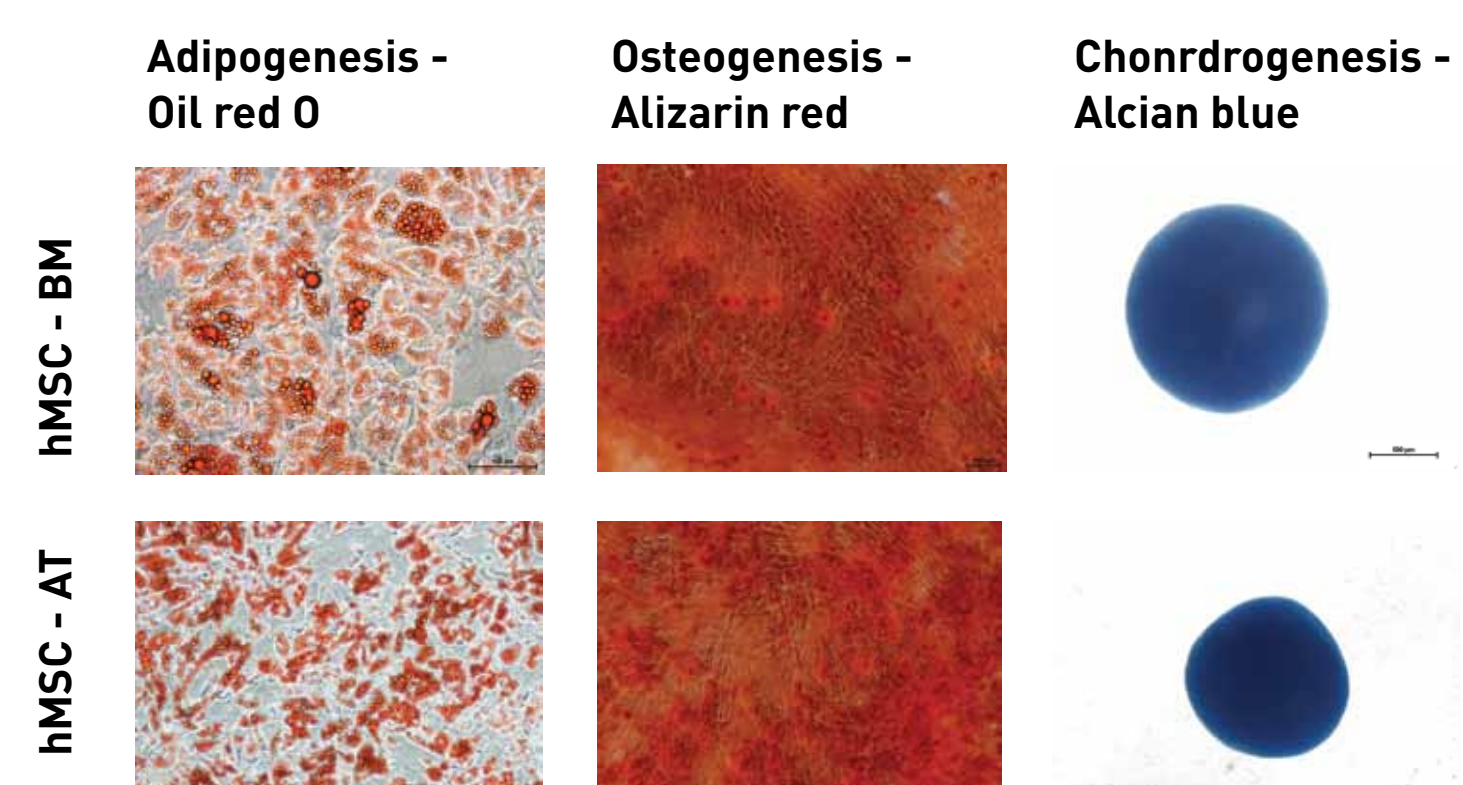 Adipogenesis -
Oil red O
Osteogenesis -
Alizarin red
Chonrdrogenesis -
Alcian blue
hMSC - BM
hMSC - AT